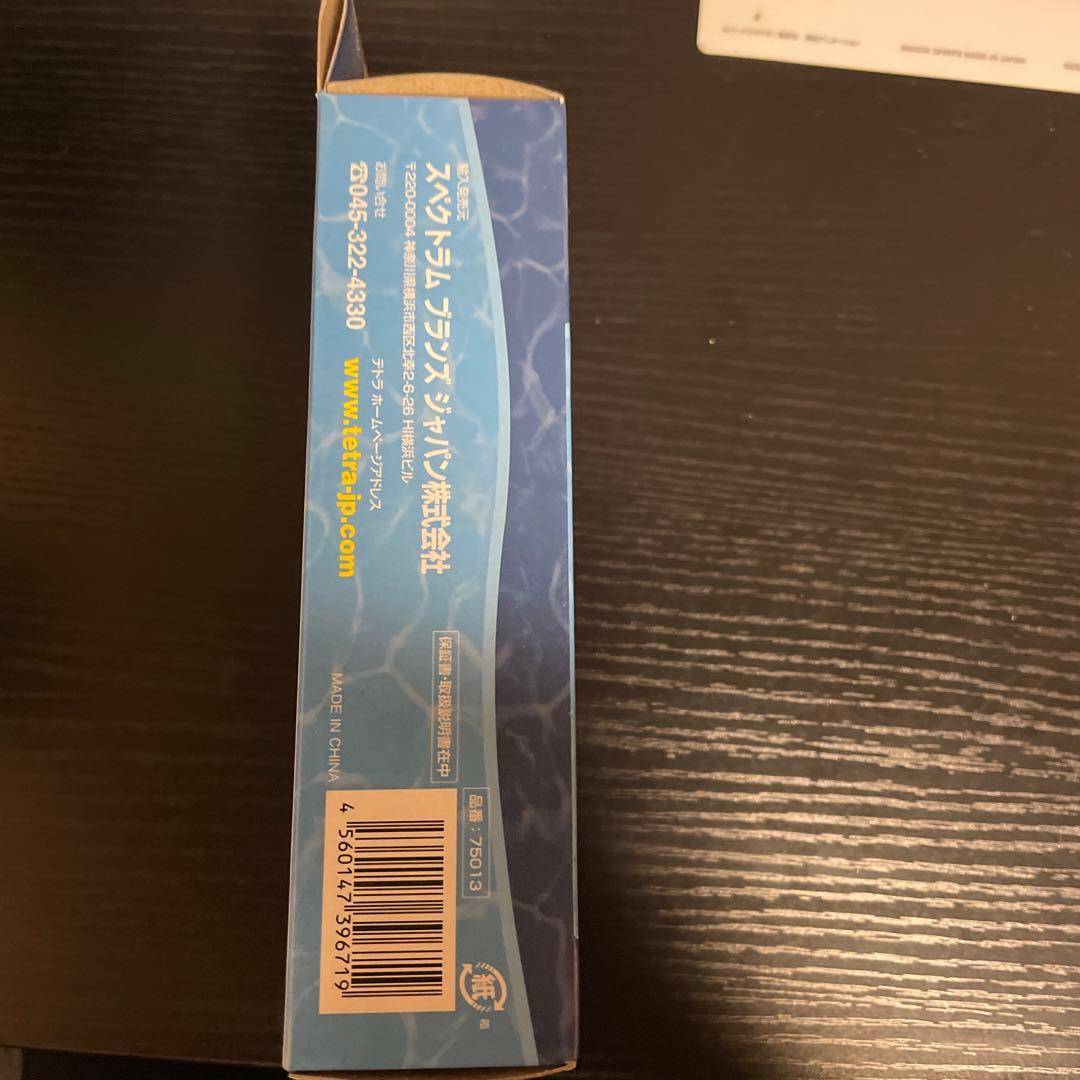 輸入発売元
スペクトラム ブランズ ジャパン株式会社
〒220-0004 神奈川県横浜市西区北幸2-6-26 HI横浜ビル
お問い合せ
☎045-322-4330
テトラ ホームページアドレス
www.tetra-jp.com
保証書・取扱説明書在中
MADE IN CHINA
品番：75013
4 560147 396719
紙